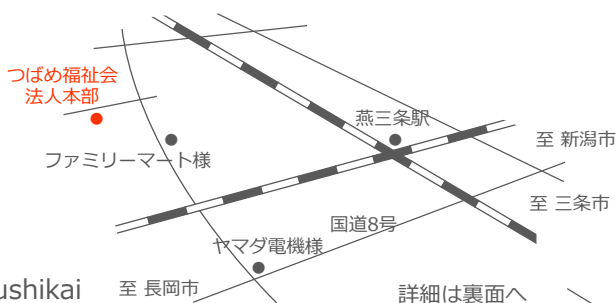 つばめ福祉会
法人本部
燕三条駅
至 新潟市
ファミリーマート様
至 三条市
国道8号
ヤマダ電機様
ushikai
至 長岡市
詳細は裏面へ